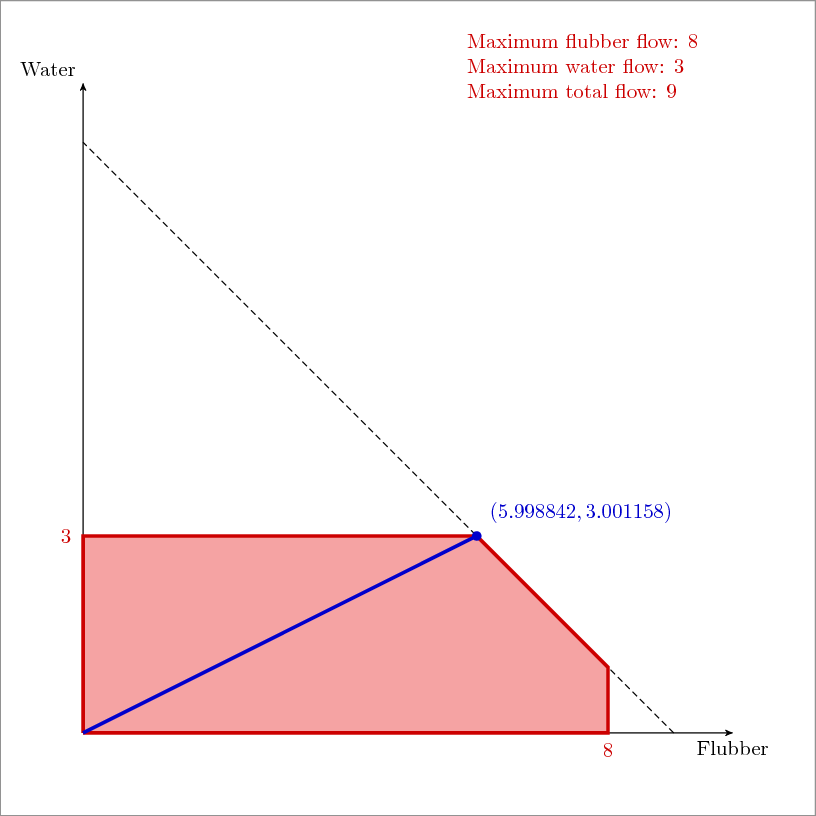 Maximum flubber flow: 8
Maximum water flow: 3
Maximum total flow: 9
Water
(5.998842, 3.001158)
3
8
Flubber